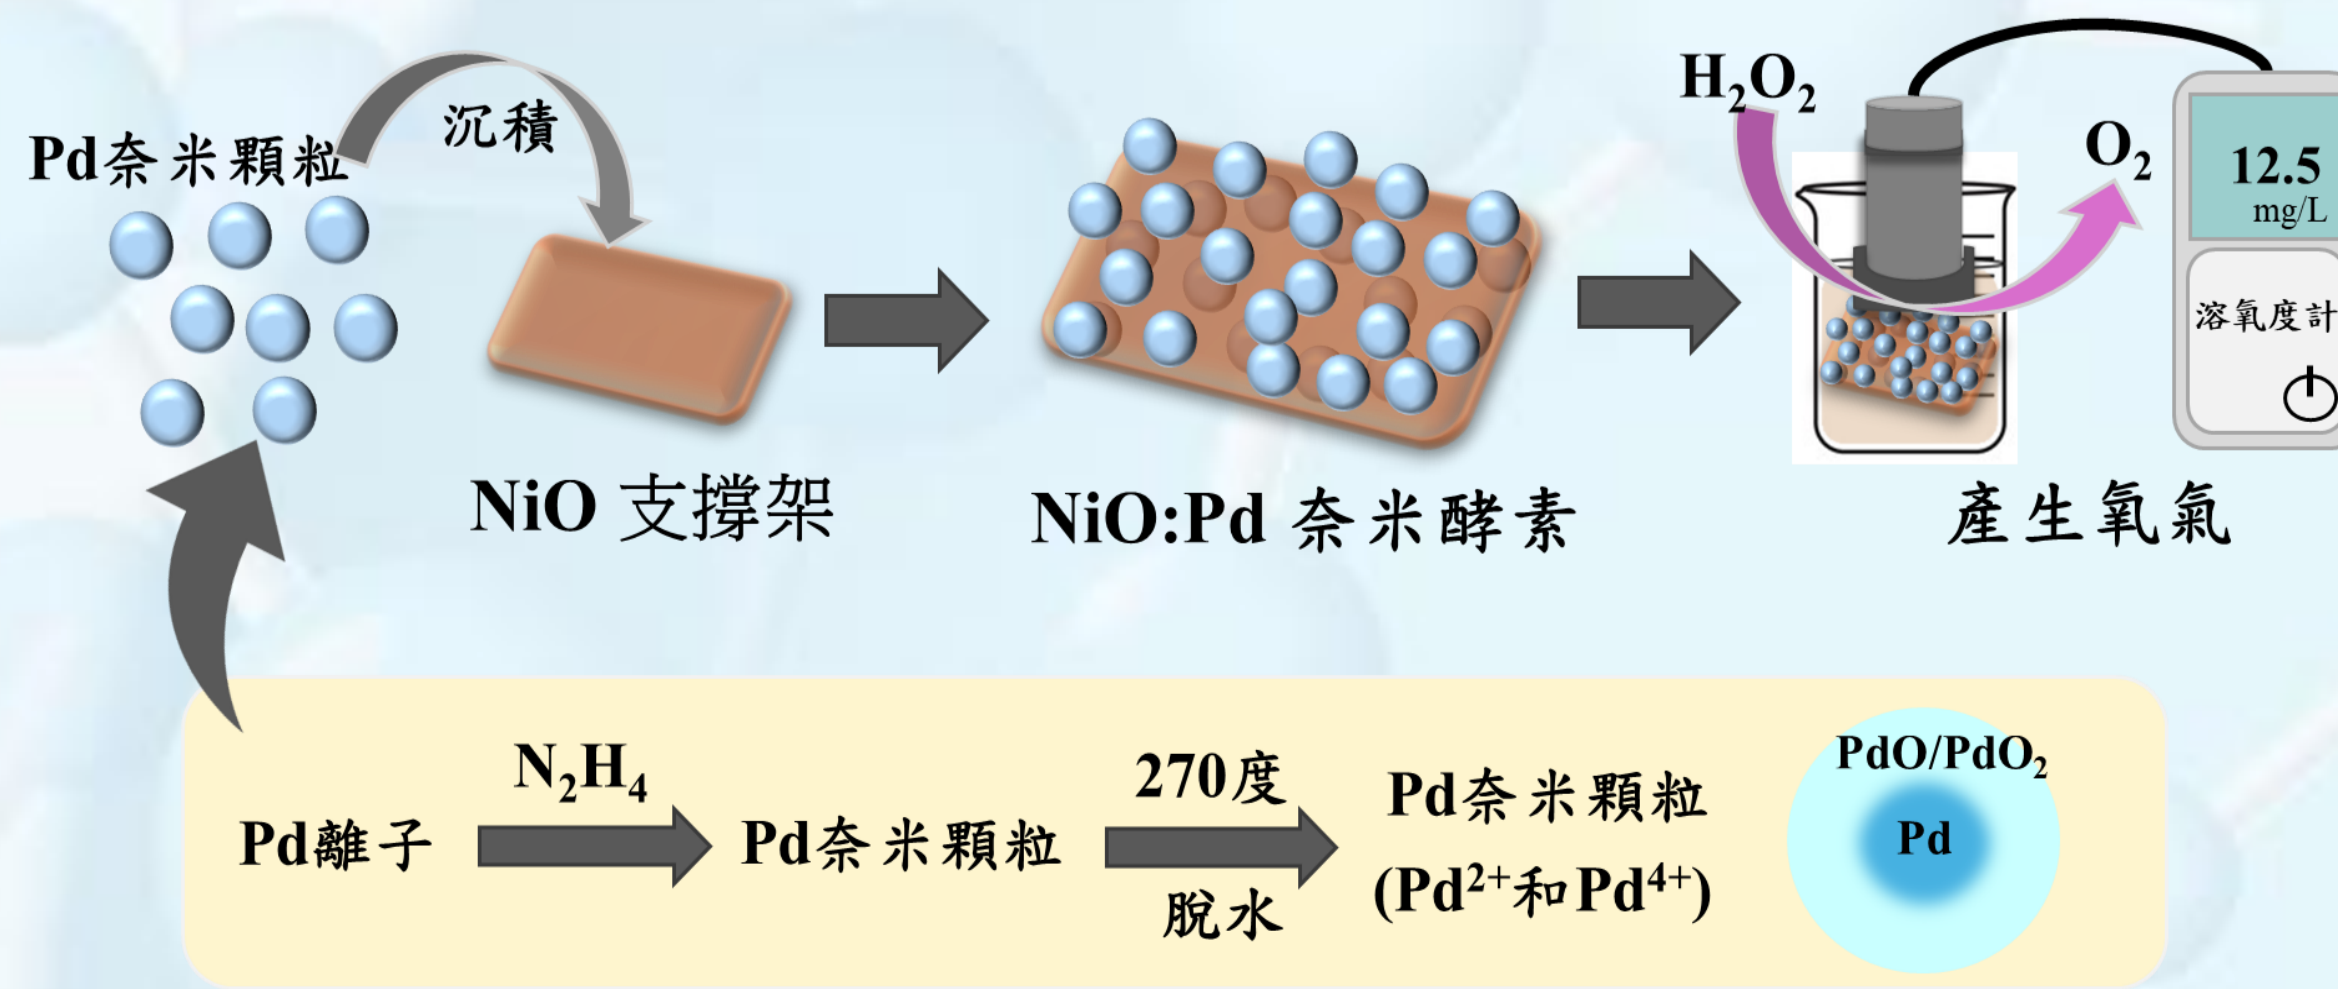 Pd奈米顆粒
沉積
NiO 支撐架
NiO:Pd 奈米酵素
H₂O₂
O₂
12.5
mg/L
溶氧度計
產生氧氣
Pd離子
N₂H₄
Pd奈米顆粒
270度
脫水
Pd奈米顆粒
(Pd²⁺和Pd⁴⁺)
PdO/PdO₂
Pd